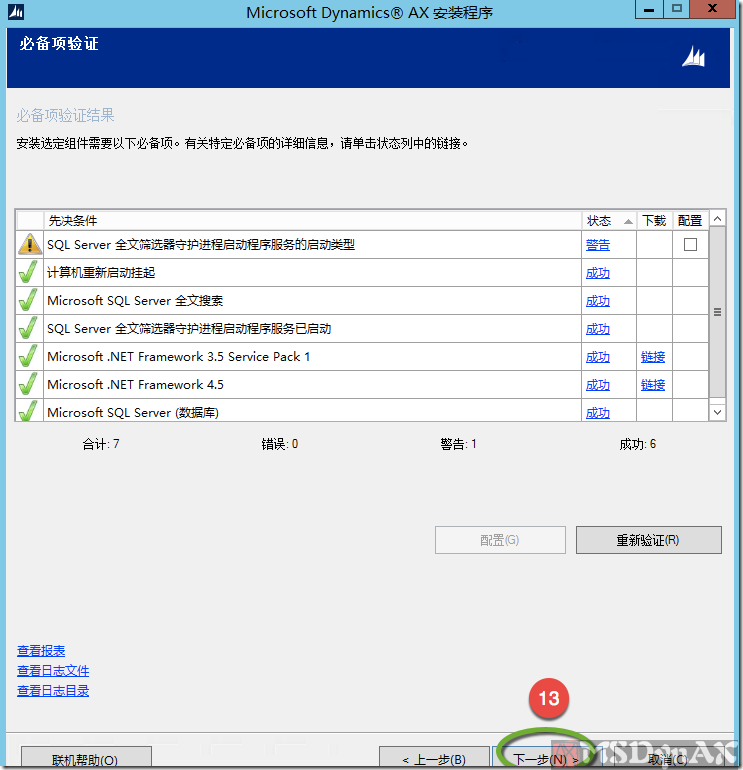 Microsoft Dynamics® AX 安装程序
必备项验证
必备项验证结果
安装选定组件需要以下必备项。有关特定必备项的详细信息，请单击状态列中的链接。
先决条件 状态 下载 配置
SQL Server 全文筛选器守护进程启动程序服务的启动类型 警告
计算机重新启动挂起 成功
Microsoft SQL Server 全文搜索 成功
SQL Server 全文筛选器守护进程启动程序服务已启动 成功
Microsoft .NET Framework 3.5 Service Pack 1 成功 链接
Microsoft .NET Framework 4.5 成功 链接
Microsoft SQL Server (数据库) 成功
合计: 7 错误: 0 警告: 1 成功: 6
配置(G) 重新验证(R)
查看报表
查看日志文件
查看日志目录
13
联机帮助(O) < 上一步(B) 下一步(N) > 取消(C)
MSDynAX